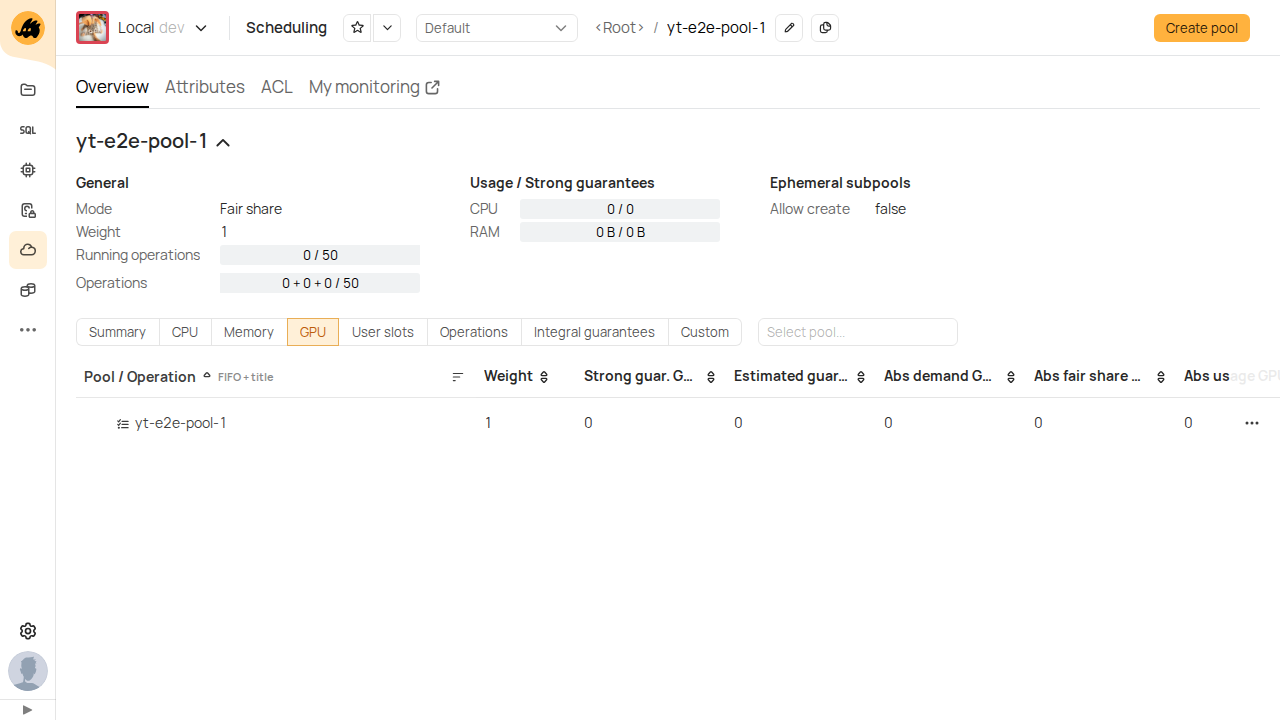 Local dev
Scheduling
Default
<Root> / yt-e2e-pool-1
Create pool
SQL
Overview
Attributes
ACL
My monitoring
yt-e2e-pool-1
General
Mode Fair share
Weight 1
Running operations 0 / 50
Operations 0 + 0 + 0 / 50
Usage / Strong guarantees
CPU 0 / 0
RAM 0 B / 0 B
Ephemeral subpools
Allow create false
Summary CPU Memory GPU User slots Operations Integral guarantees Custom
Select pool...
Pool / Operation FIFO + title Weight Strong guar. G... Estimated guar... Abs demand G... Abs fair share ... Abs usage GPU
yt-e2e-pool-1 1 0 0 0 0 0